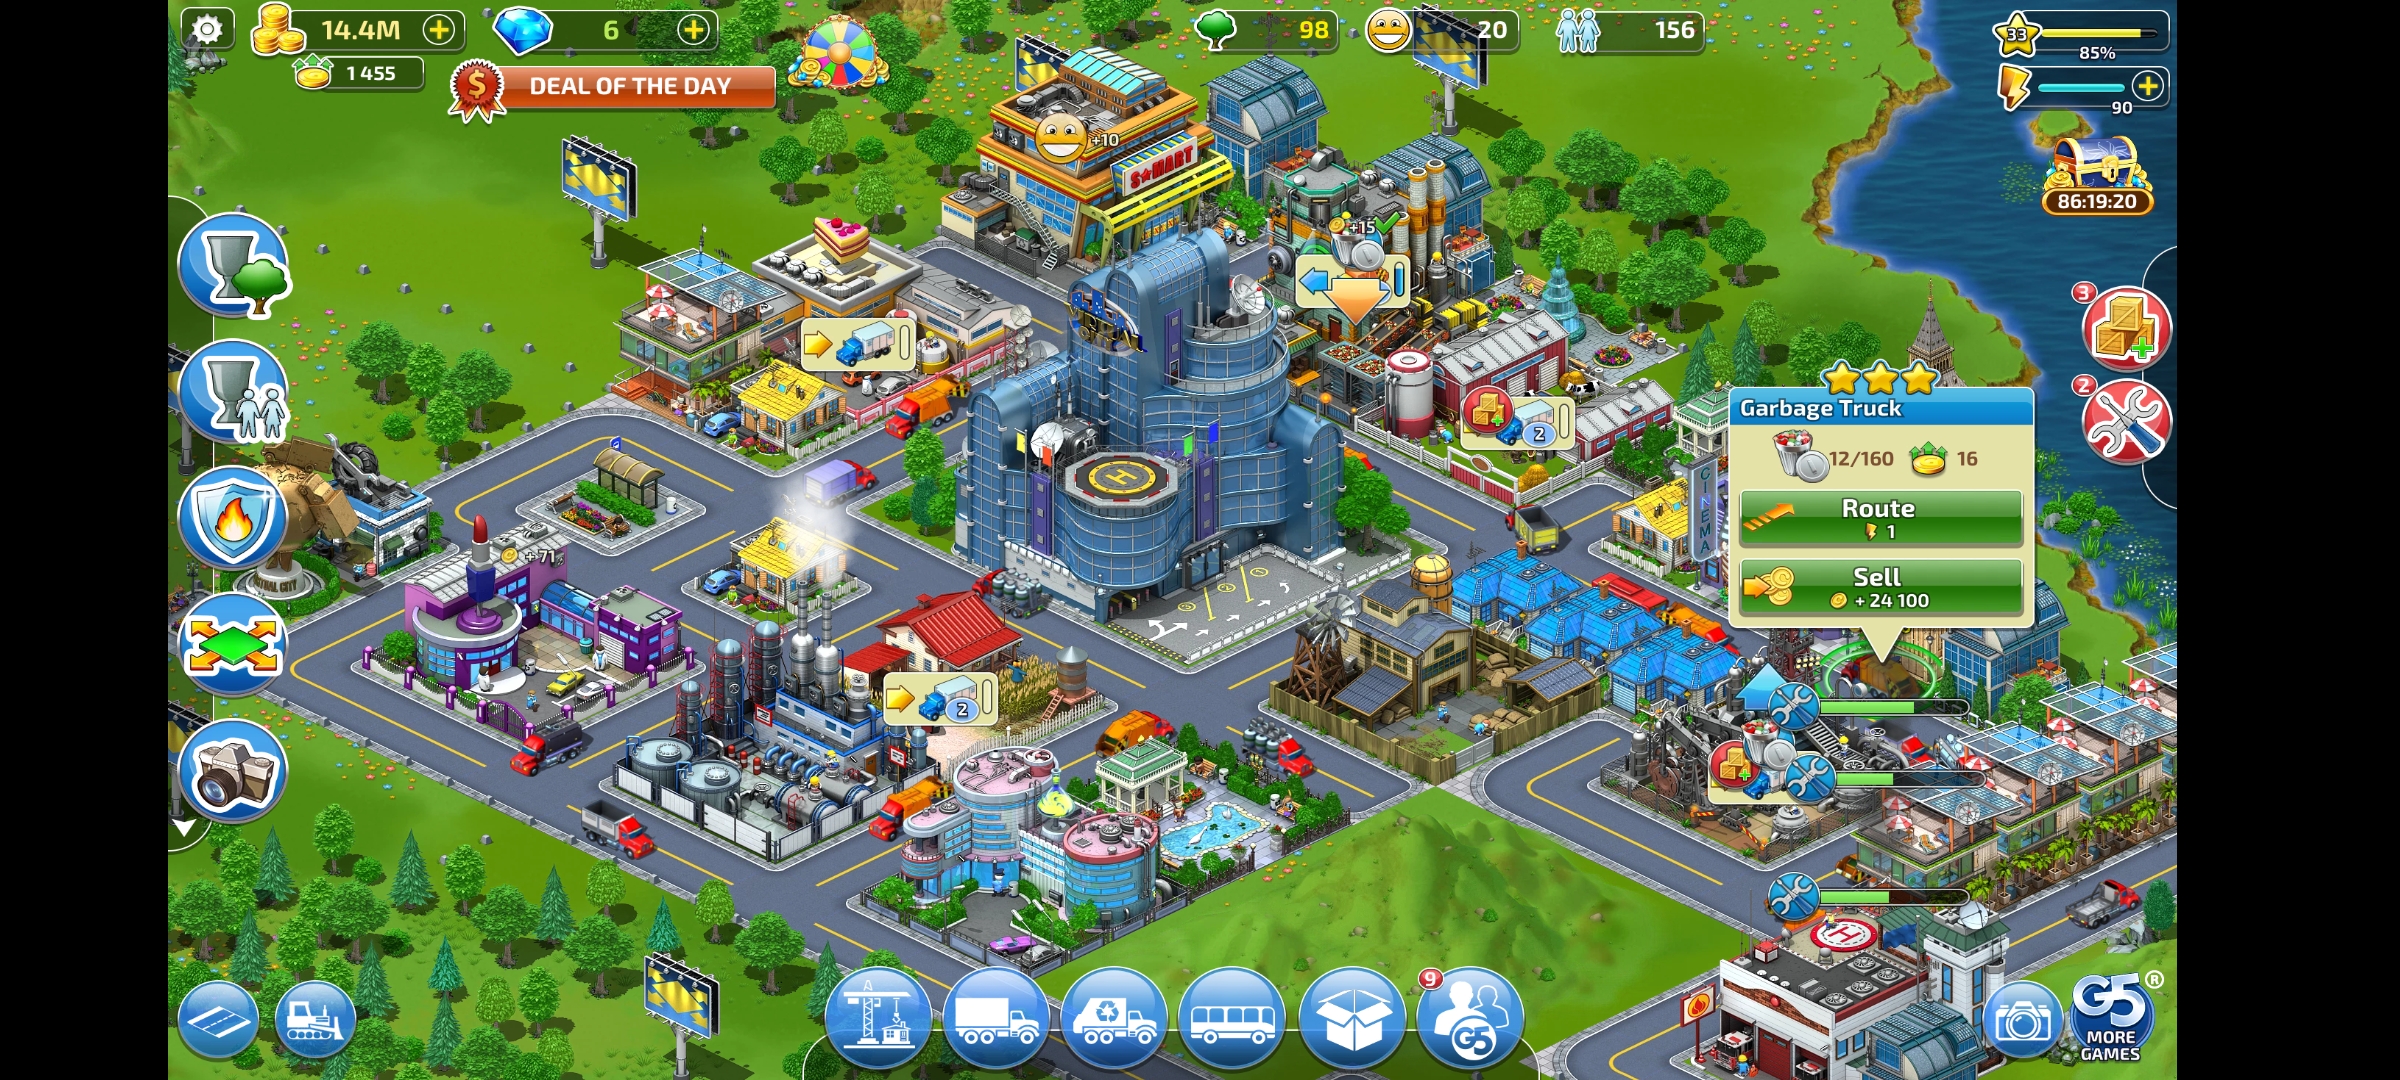 14.4M
6
98
20
156
33
85%
1 455
DEAL OF THE DAY
90
+10
S★MART
86:19:20
+15
3
2
Garbage Truck
12/160
16
Route
1
Sell
+ 24 100
2
CINEMA
H
+71
2
H
9
G5
G5
®
MORE
GAMES